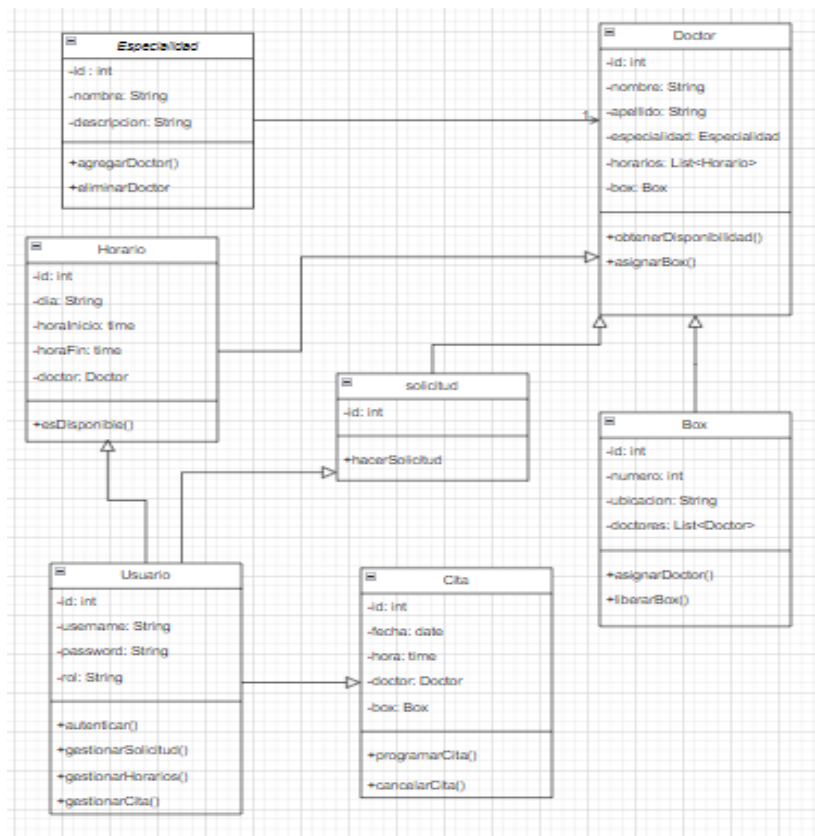 Especialidad
-id : int
-nombre: String
-descripcion: String
+agregarDoctor()
+eliminarDoctor
Doctor
-id: int
-nombre: String
-apellido: String
-especialidad: Especialidad
-horarios: List<Horario>
-box: Box
+obtenerDisponibilidad()
+asignarBox()
1
Horario
-id: int
-dia: String
-horaInicio: time
-horaFin: time
-doctor: Doctor
+esDisponible()
solicitud
-id: int
+hacerSolicitud
Box
-id: int
-numero: int
-ubicacion: String
-doctores: List<Doctor>
+asignarDoctor()
+liberarBox()
Usuario
-id: int
-username: String
-password: String
-rol: String
+autenticar()
+gestionarSolicitud()
+gestionarHorarios()
+gestionarCita()
Cita
-id: int
-fecha: date
-hora: time
-doctor: Doctor
-box: Box
+programarCita()
+cancelarCita()